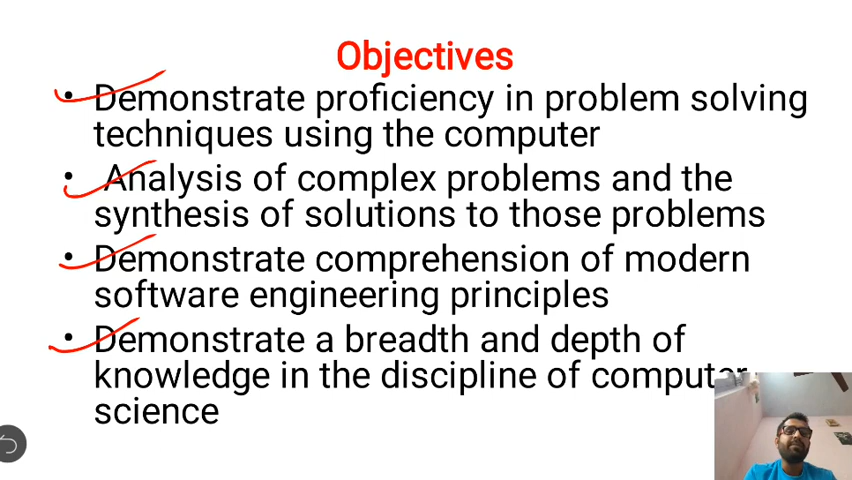 Objectives
• Demonstrate proficiency in problem solving
techniques using the computer
• Analysis of complex problems and the
synthesis of solutions to those problems
• Demonstrate comprehension of modern
software engineering principles
• Demonstrate a breadth and depth of
knowledge in the discipline of computer
science